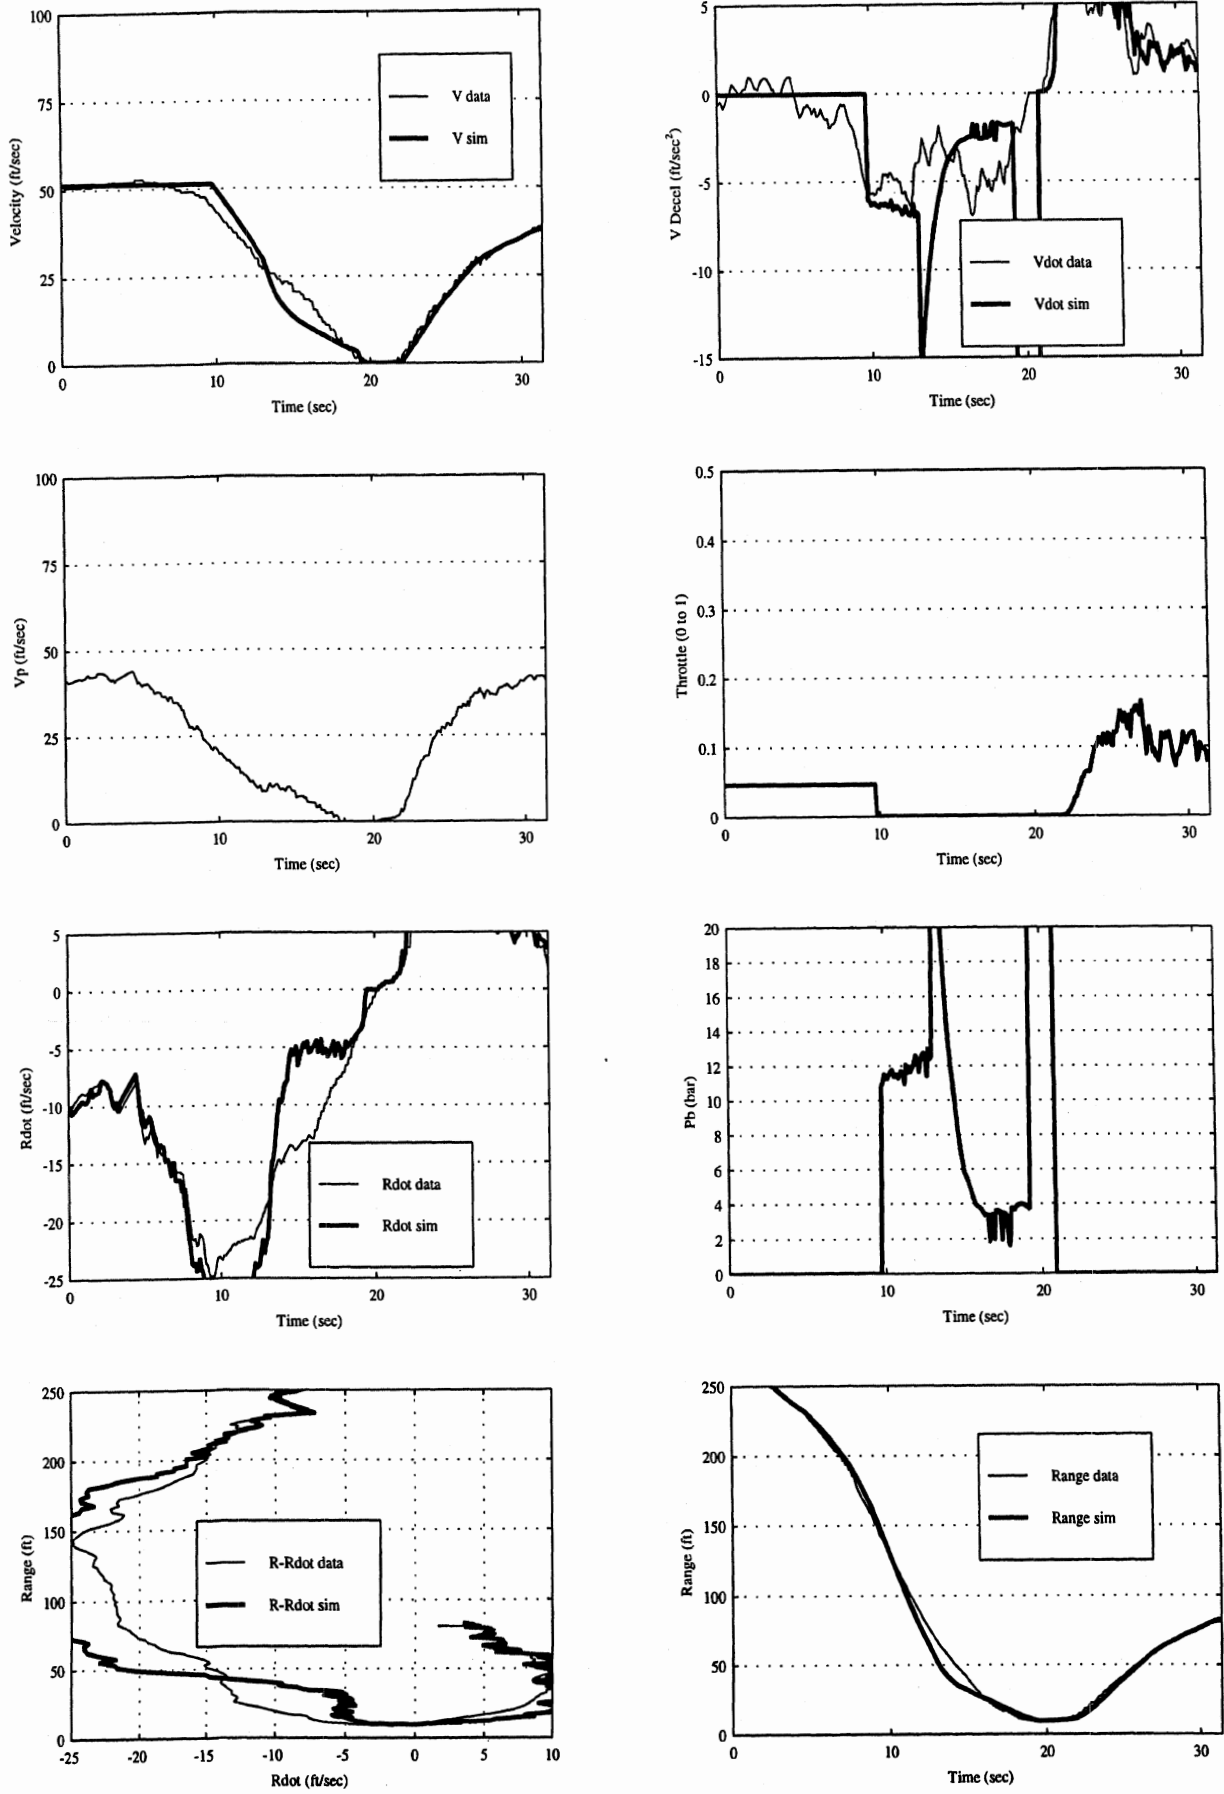 100
75
50
25
0
Velocity (ft/sec)
V data
V sim
0 10 20 30
Time (sec)
5
0
-5
-10
-15
V Decel (ft/sec²)
Vdot data
Vdot sim
0 10 20 30
Time (sec)
100
75
50
25
0
Vp (ft/sec)
0 10 20 30
Time (sec)
0.5
0.4
0.3
0.2
0.1
0
Throttle (0 to 1)
0 10 20 30
Time (sec)
5
0
-5
-10
-15
-20
-25
Rdot (ft/sec)
Rdot data
Rdot sim
0 10 20 30
Time (sec)
20
18
16
14
12
10
8
6
4
2
0
Pb (bar)
0 10 20 30
Time (sec)
250
200
150
100
50
0
Range (ft)
R-Rdot data
R-Rdot sim
-25 -20 -15 -10 -5 0 5 10
Rdot (ft/sec)
250
200
150
100
50
0
Range (ft)
Range data
Range sim
0 10 20 30
Time (sec)